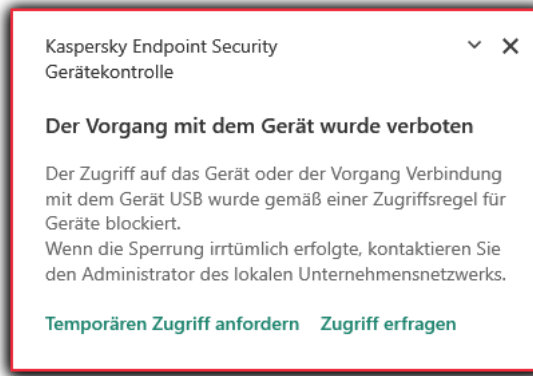 Kaspersky Endpoint Security
Gerätekontrolle
Der Vorgang mit dem Gerät wurde verboten
Der Zugriff auf das Gerät oder der Vorgang Verbindung
mit dem Gerät USB wurde gemäß einer Zugriffsregel für
Geräte blockiert.
Wenn die Sperrung irrtümlich erfolgte, kontaktieren Sie
den Administrator des lokalen Unternehmensnetzwerks.
Temporären Zugriff anfordern Zugriff erfragen